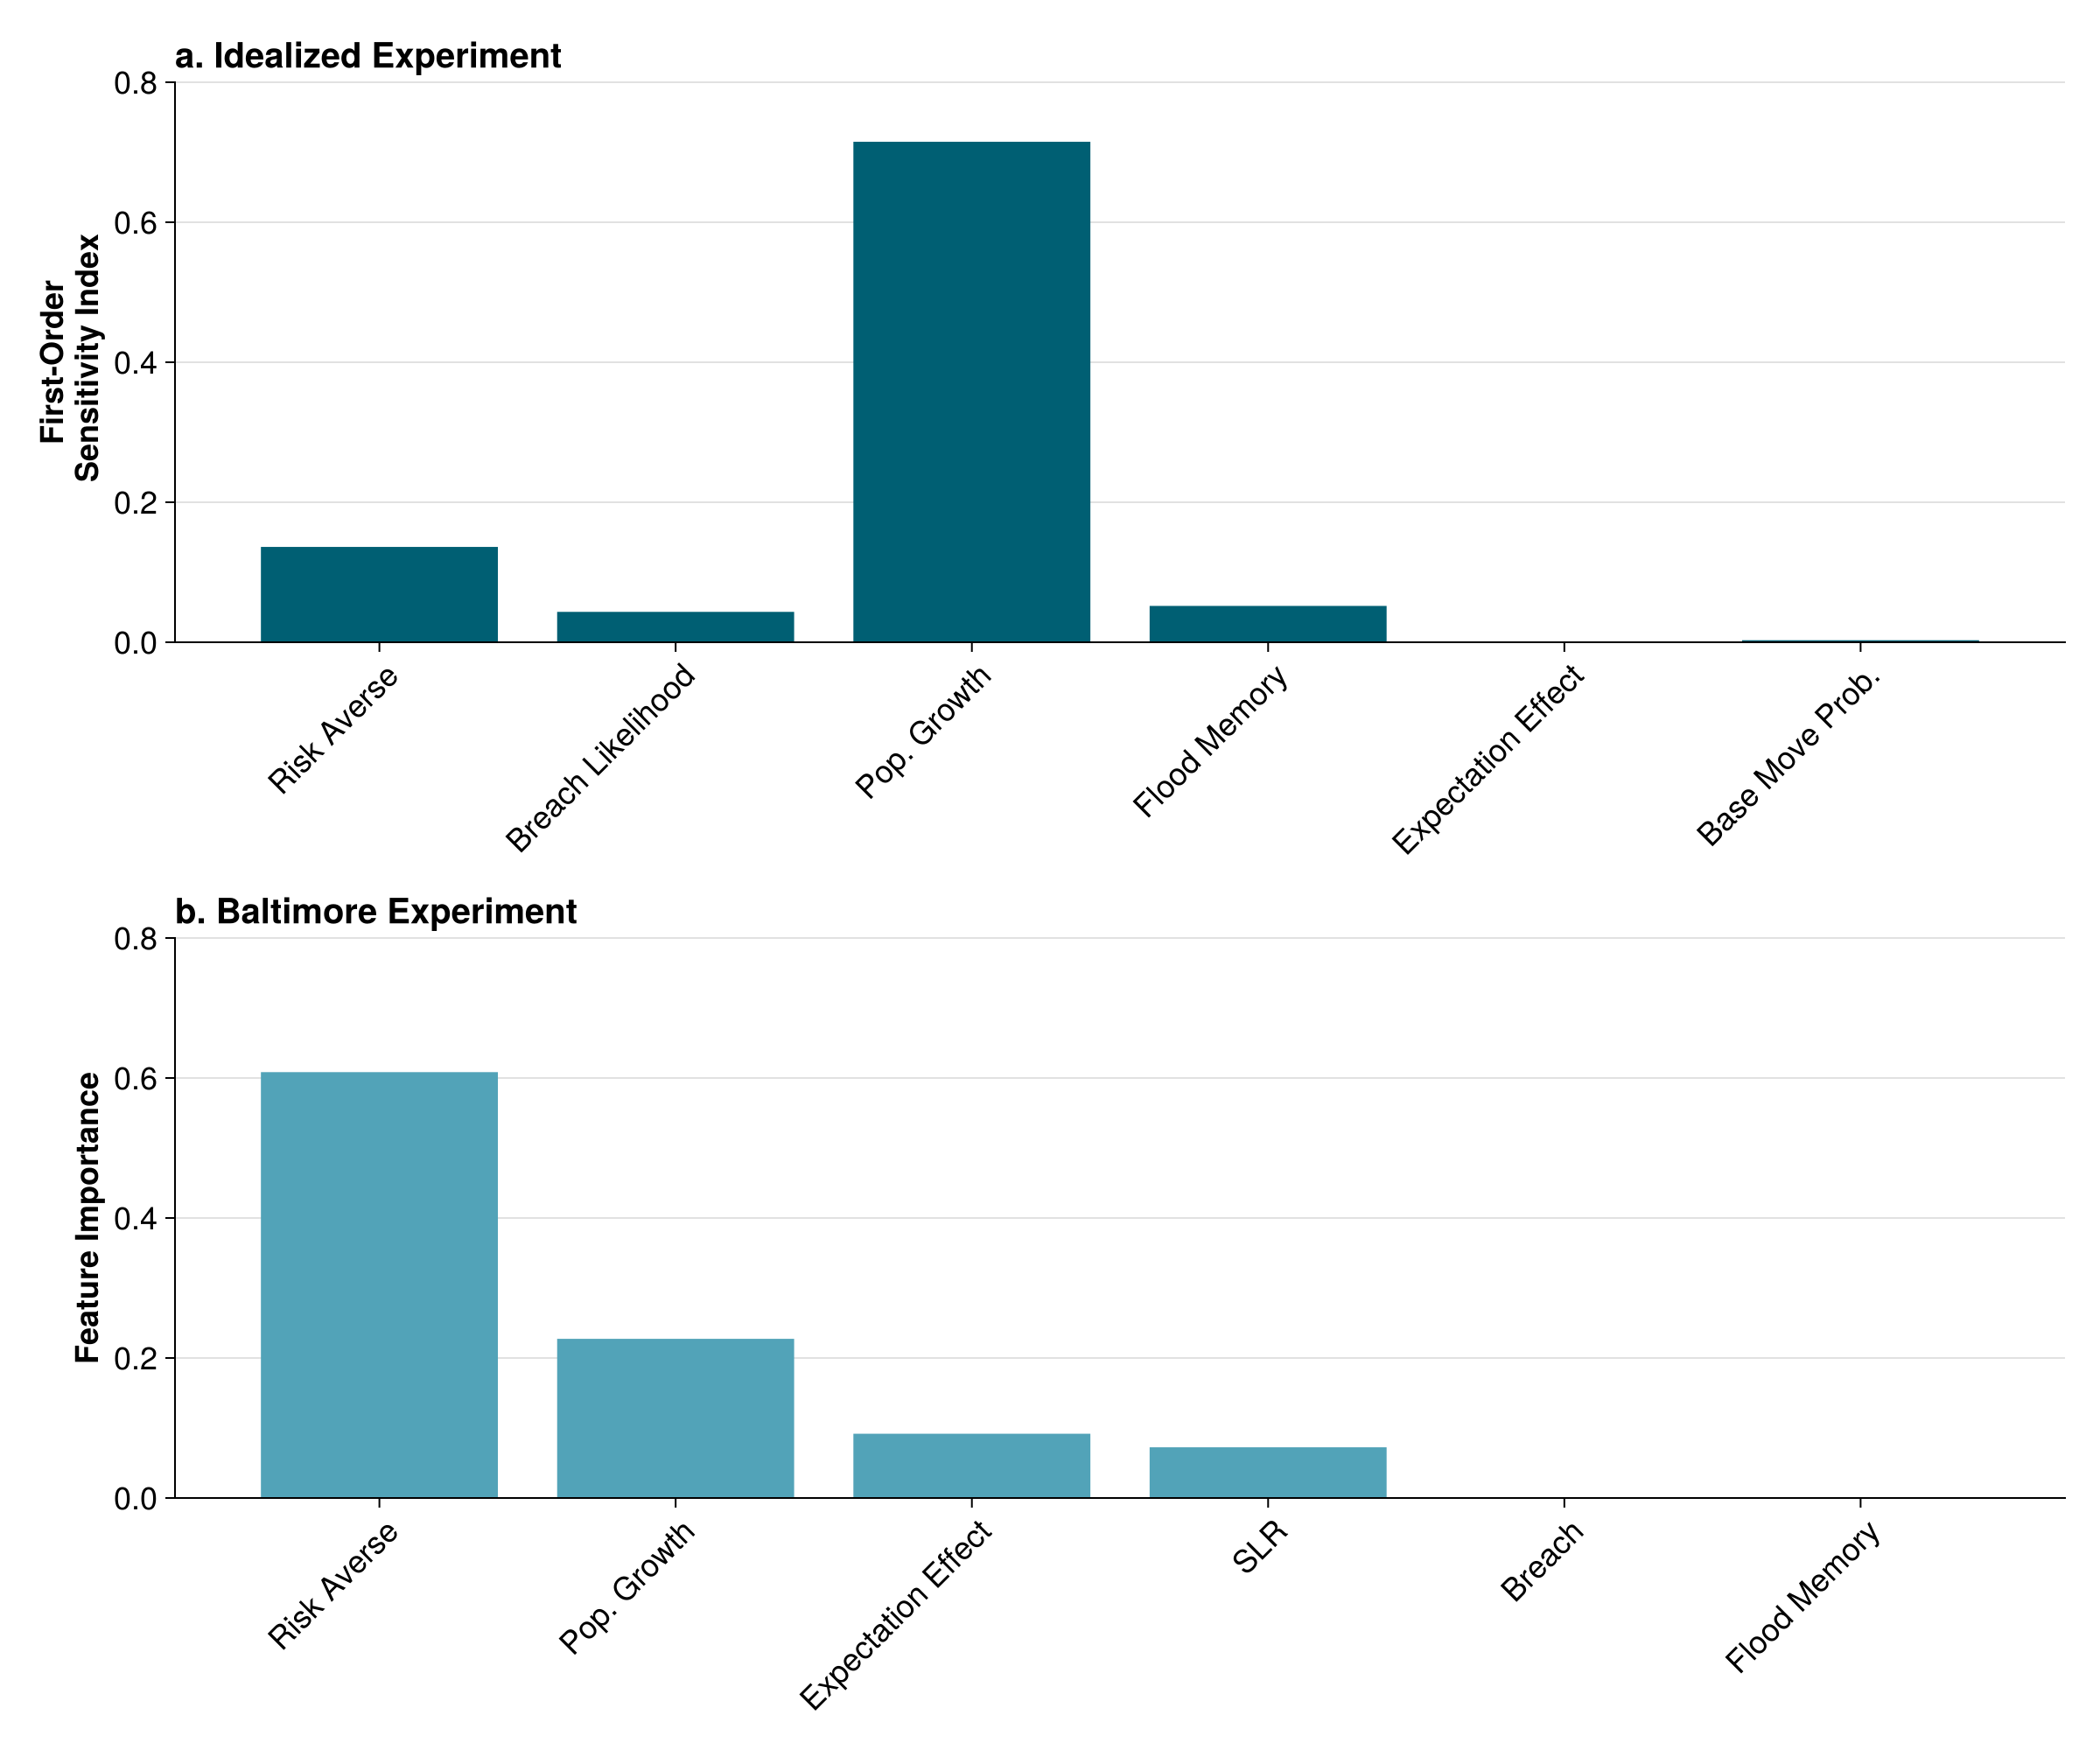 a. Idealized Experiment
First-Order
Sensitivity Index
0.8
0.6
0.4
0.2
0.0
Risk Averse
Breach Likelihood
Pop. Growth
Flood Memory
Expectation Effect
Base Move Prob.
b. Baltimore Experiment
Feature Importance
0.8
0.6
0.4
0.2
0.0
Risk Averse
Pop. Growth
Expectation Effect
SLR
Breach
Flood Memory